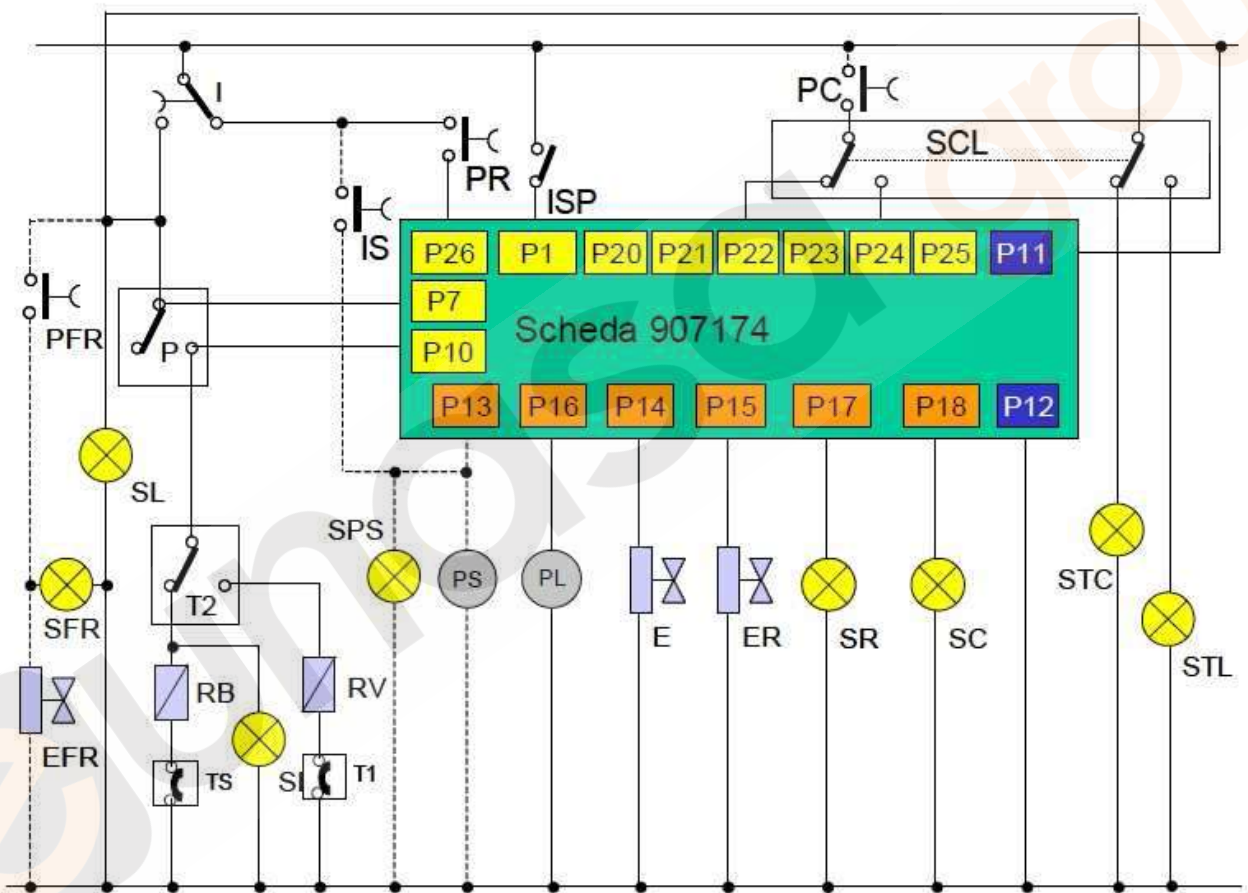 I
PC
SCL
PR
ISP
IS
P26 P1 P20 P21 P22 P23 P24 P25 P11
P7
Scheda 907174
P10
PFR
P
P13 P16 P14 P15 P17 P18 P12
SL
SPS
PS
PL
T2
SFR
E
ER
SR
SC
STC
STL
RB
RV
EFR
TS
T1
egunasa group